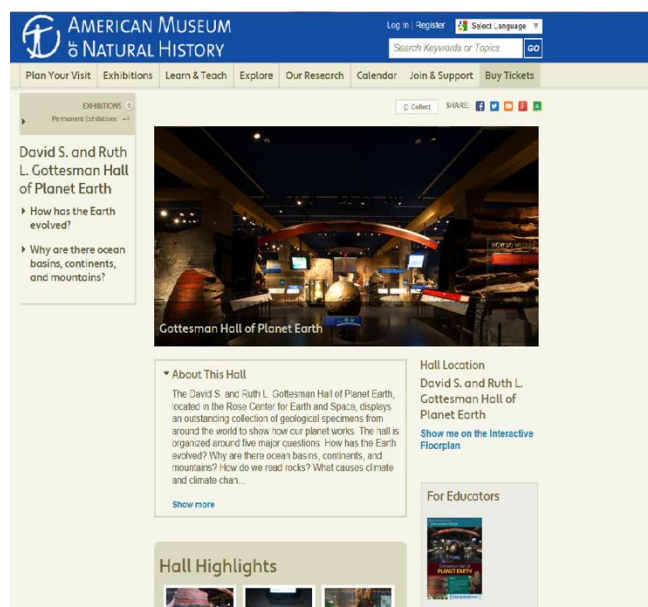 AMERICAN MUSEUM
OF NATURAL HISTORY
Log in | Register
Select Language
Search Keywords or Topics
GO
Plan Your Visit
Exhibitions
Learn & Teach
Explore
Our Research
Calendar
Join & Support
Buy Tickets
EXHIBITIONS
Permanent Exhibitions
Collect
SHARE:
David S. and Ruth
L. Gottesman Hall
of Planet Earth
How has the Earth
evolved?
Why are there ocean
basins, continents,
and mountains?
Gottesman Hall of Planet Earth
About This Hall
The David S. and Ruth L. Gottesman Hall of Planet Earth,
located in the Rose Center for Earth and Space, displays
an outstanding collection of geological specimens from
around the world to show how our planet works. The hall is
organized around five major questions. How has the Earth
evolved? Why are there ocean basins, continents, and
mountains? How do we read rocks? What causes climate
and climate chan...
Show more
Hall Location
David S. and Ruth L.
Gottesman Hall of
Planet Earth
Show me on the Interactive
Floorplan
For Educators
Gottesman Hall of
PLANET EARTH
Hall Highlights